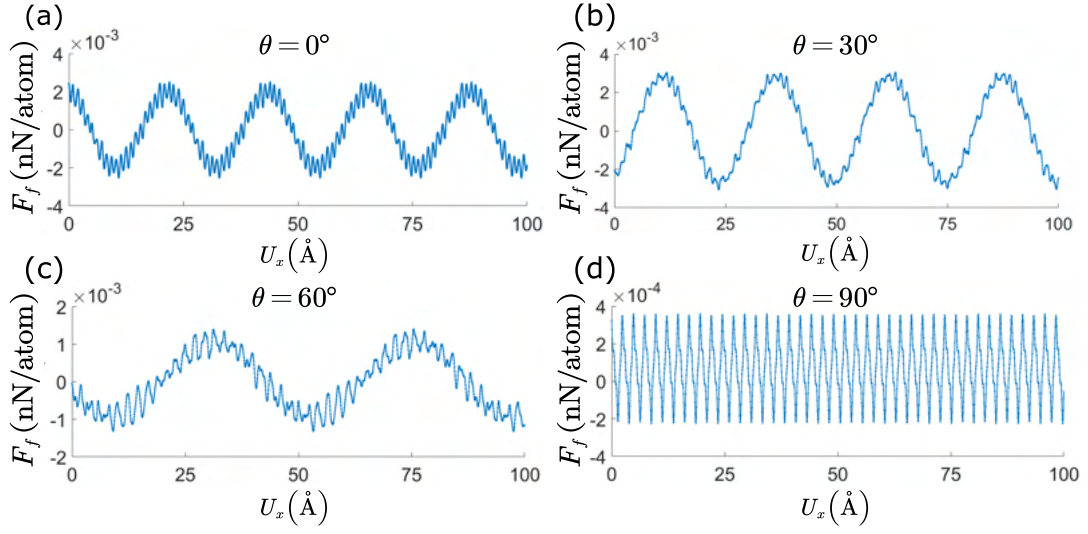 (a)
×10⁻³
θ = 0°
F_f (nN/atom)
4
2
0
-2
-4
0 25 50 75 100
U_x (Å)
(b)
×10⁻³
θ = 30°
F_f (nN/atom)
4
2
0
-2
-4
0 25 50 75 100
U_x (Å)
(c)
×10⁻³
θ = 60°
F_f (nN/atom)
2
1
0
-1
-2
0 25 50 75 100
U_x (Å)
(d)
×10⁻⁴
θ = 90°
F_f (nN/atom)
4
2
0
-2
-4
0 25 50 75 100
U_x (Å)